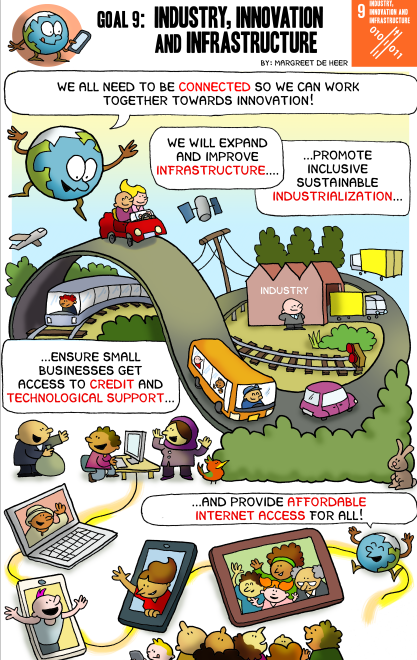 GOAL 9: INDUSTRY, INNOVATION
AND INFRASTRUCTURE
BY: MARGREET DE HEER
9 INDUSTRY,
INNOVATION AND
INFRASTRUCTURE
010
011
WE ALL NEED TO BE CONNECTED SO WE CAN WORK
TOGETHER TOWARDS INNOVATION!
WE WILL EXPAND
AND IMPROVE
INFRASTRUCTURE....
...PROMOTE
INCLUSIVE
SUSTAINABLE
INDUSTRIALIZATION...
INDUSTRY
...ENSURE SMALL
BUSINESSES GET
ACCESS TO CREDIT AND
TECHNOLOGICAL SUPPORT...
...AND PROVIDE AFFORDABLE
INTERNET ACCESS FOR ALL!